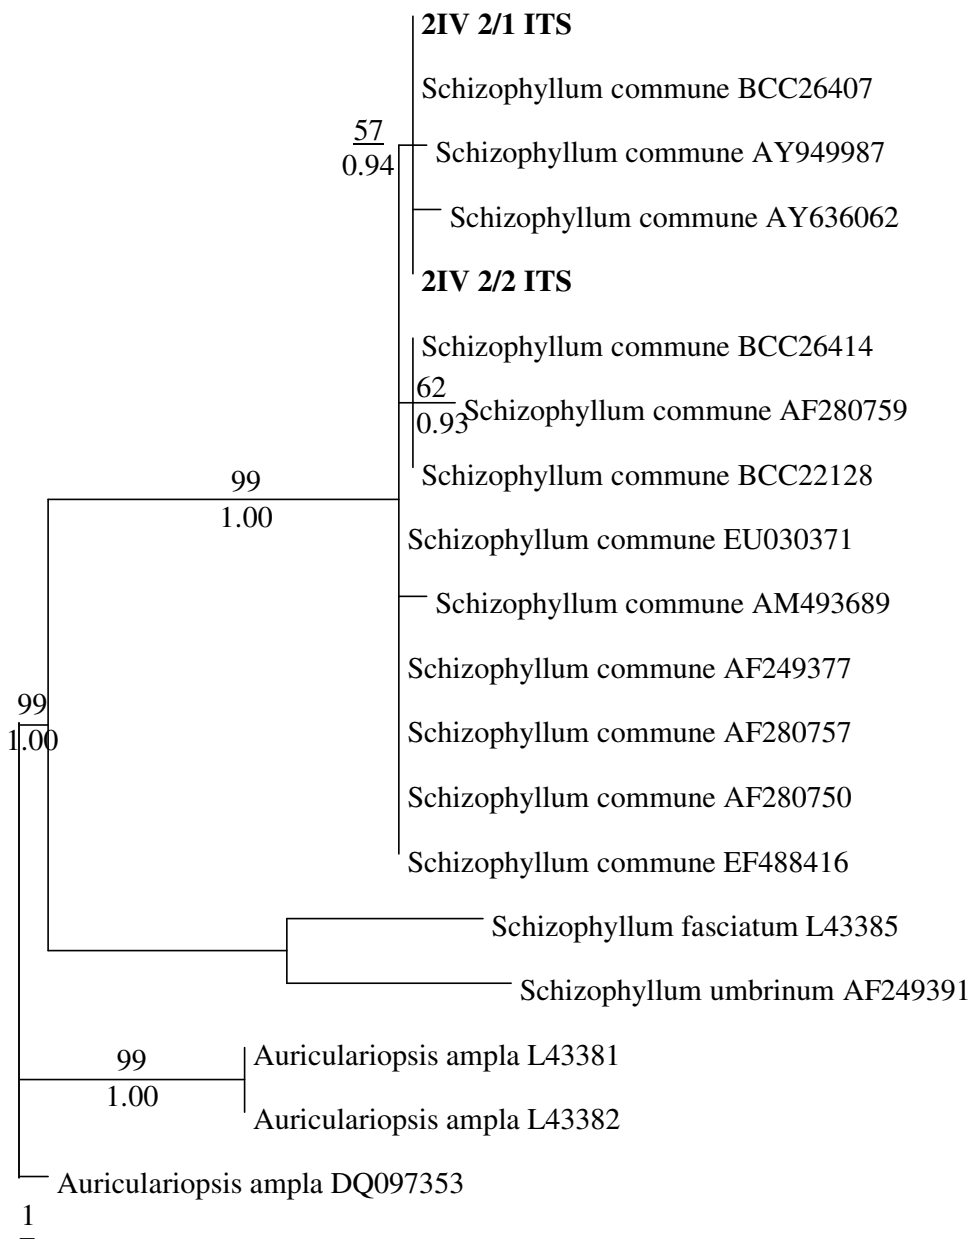 2IV 2/1 ITS
Schizophyllum commune BCC26407
57
0.94
Schizophyllum commune AY949987
Schizophyllum commune AY636062
2IV 2/2 ITS
Schizophyllum commune BCC26414
62
0.93
Schizophyllum commune AF280759
Schizophyllum commune BCC22128
99
1.00
Schizophyllum commune EU030371
Schizophyllum commune AM493689
Schizophyllum commune AF249377
99
1.00
Schizophyllum commune AF280757
Schizophyllum commune AF280750
Schizophyllum commune EF488416
Schizophyllum fasciatum L43385
Schizophyllum umbrinum AF249391
Auriculariopsis ampla L43381
99
1.00
Auriculariopsis ampla L43382
Auriculariopsis ampla DQ097353
1